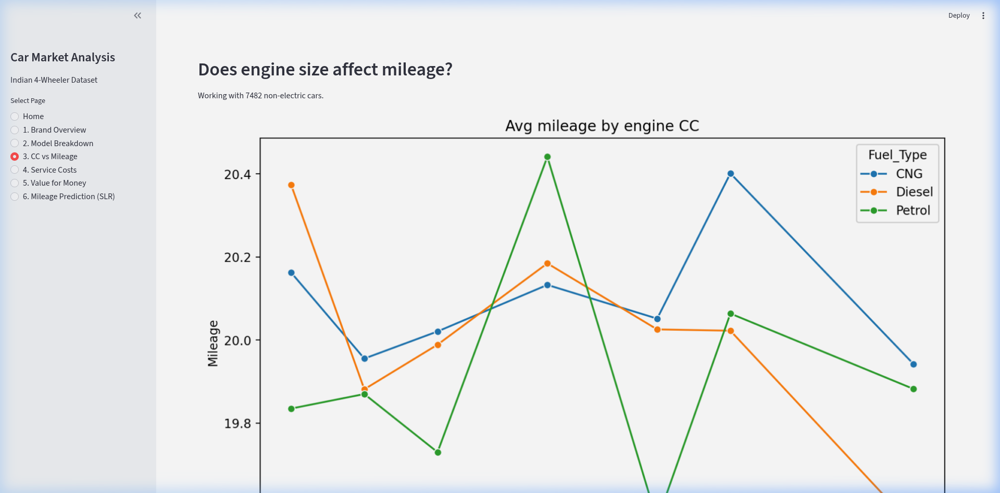 Deploy
Car Market Analysis
Indian 4-Wheeler Dataset
Select Page
Home
1. Brand Overview
2. Model Breakdown
3. CC vs Mileage
4. Service Costs
5. Value for Money
6. Mileage Prediction (SLR)
Does engine size affect mileage?
Working with 7482 non-electric cars.
Avg mileage by engine CC
Fuel_Type
CNG
Diesel
Petrol
20.4
20.2
20.0
19.8
Mileage